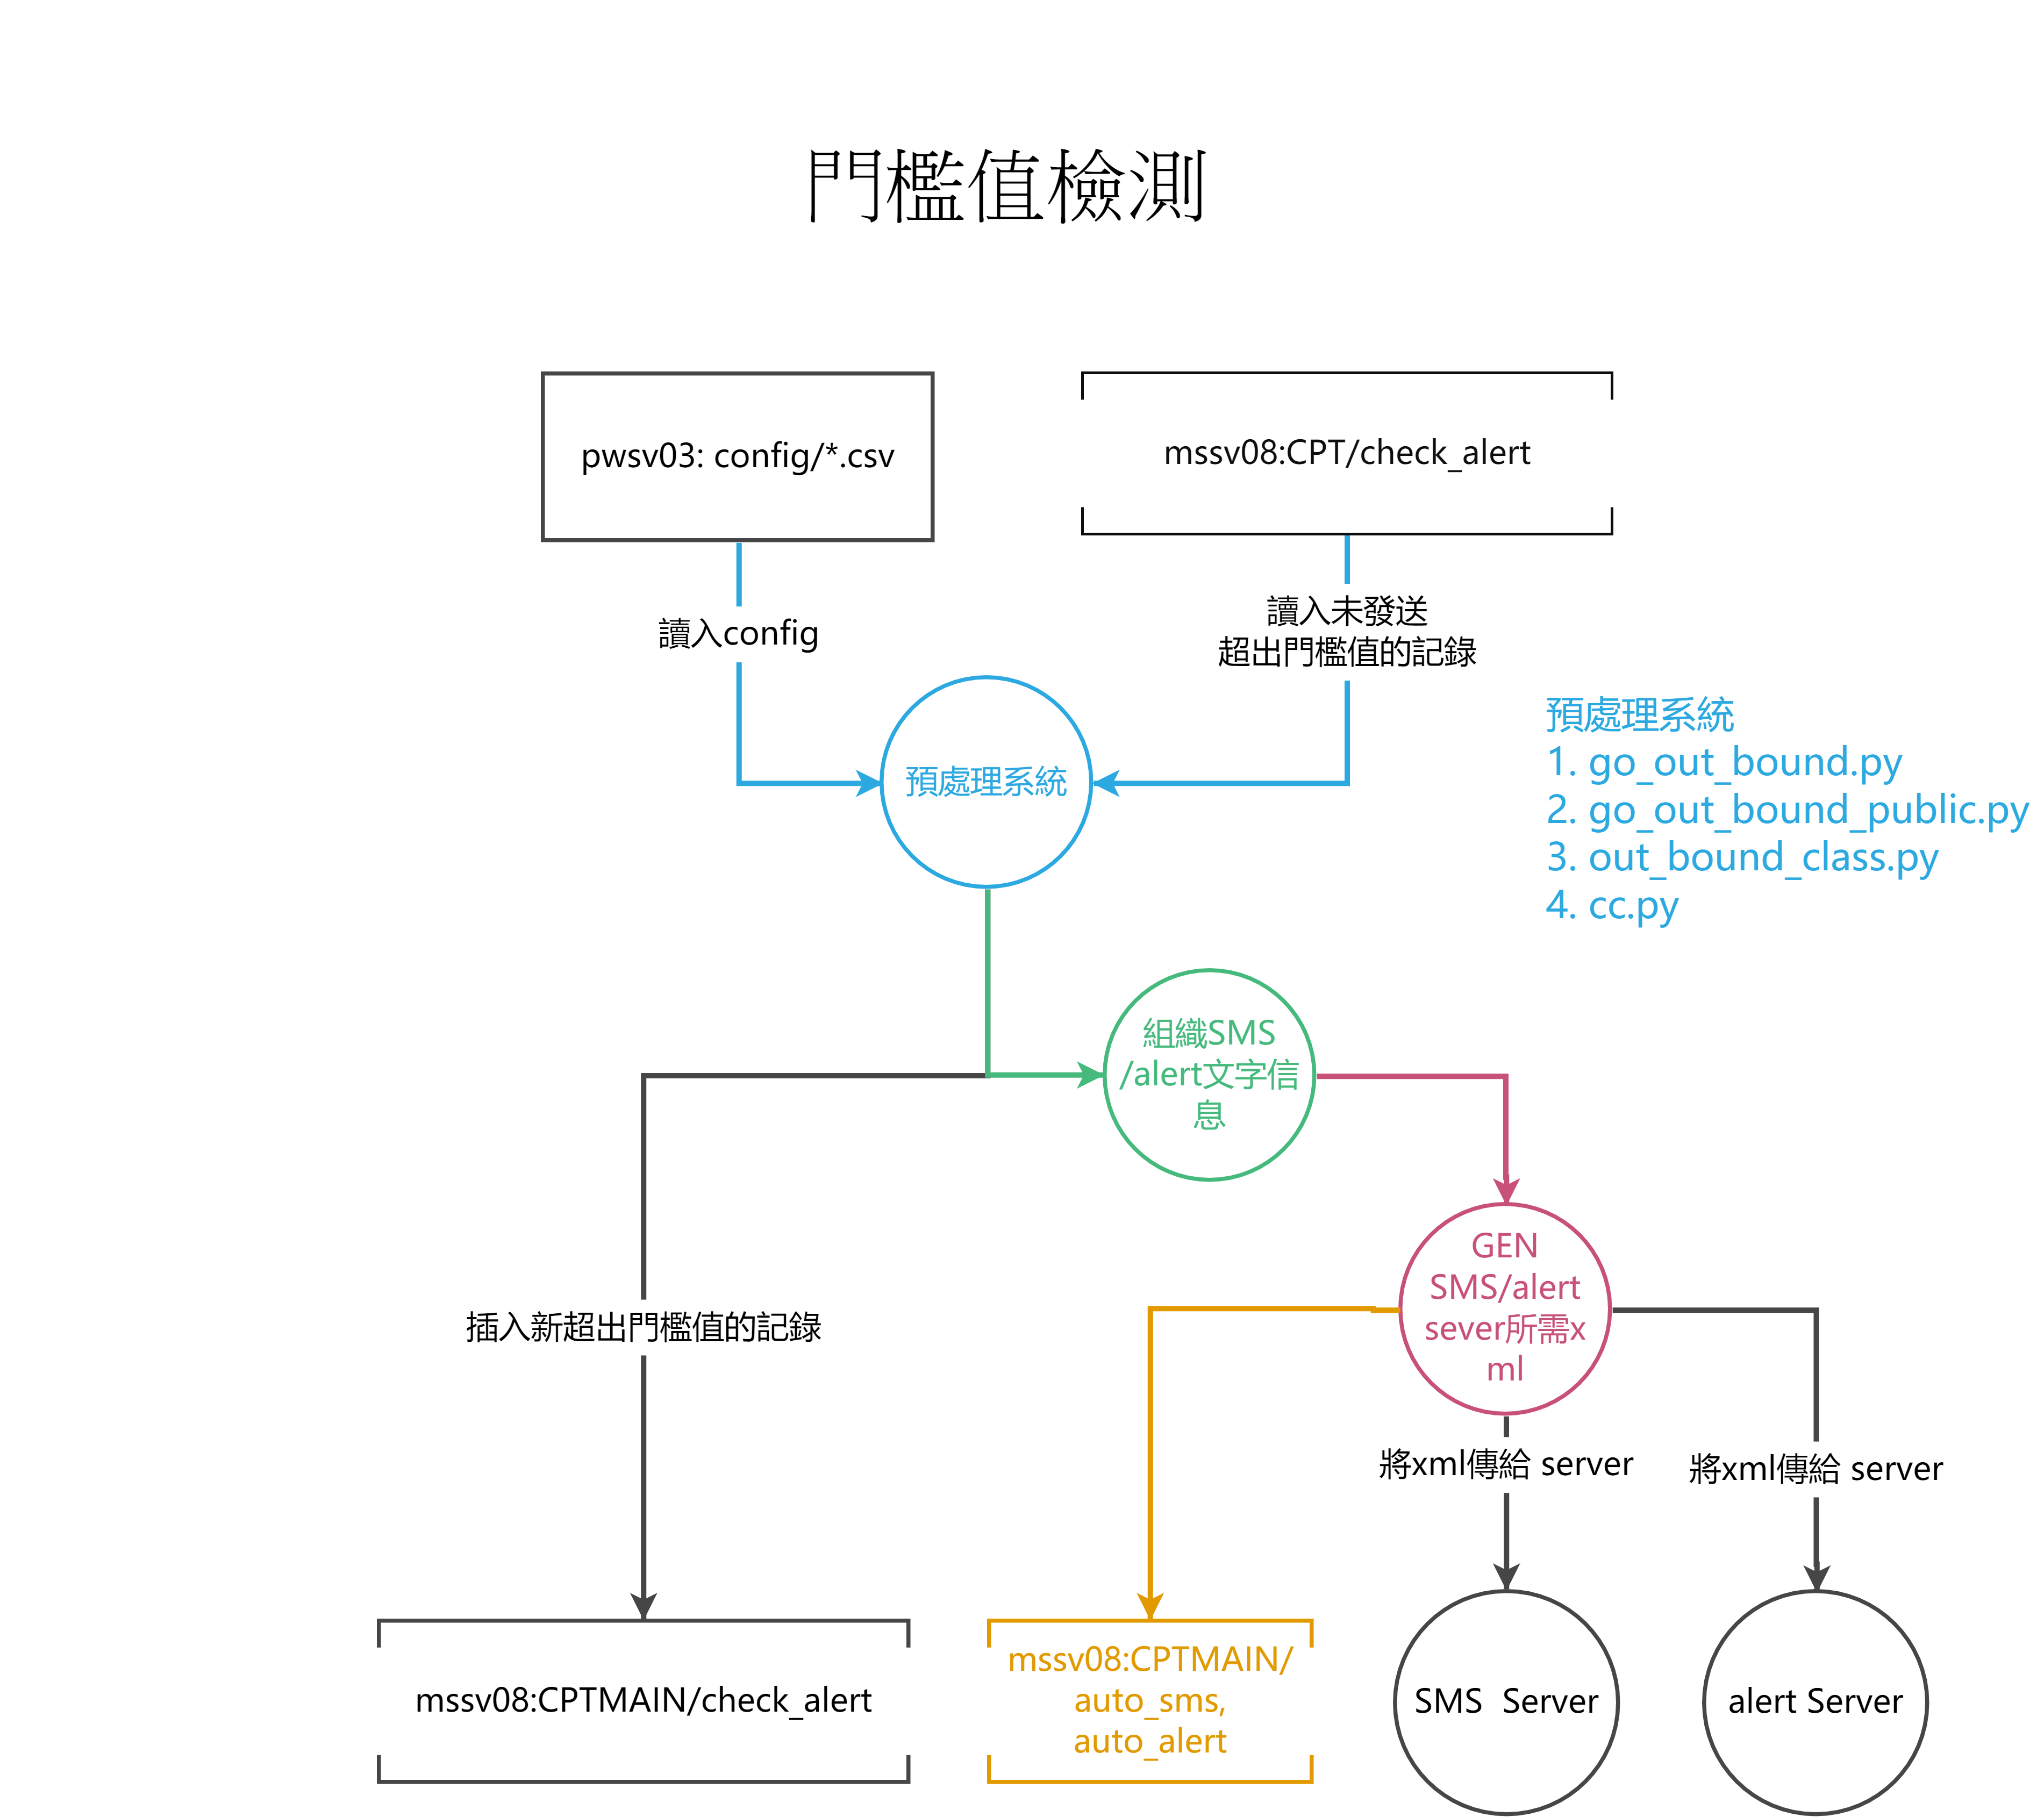 門檻值檢測
pwsv03: config/*.csv
mssv08:CPT/check_alert
讀入config
讀入未發送
超出門檻值的記錄
預處理系統
預處理系統
1. go_out_bound.py
2. go_out_bound_public.py
3. out_bound_class.py
4. cc.py
組織SMS
/alert文字信
息
GEN
SMS/alert
sever所需x
ml
插入新超出門檻值的記錄
將xml傳給 server
將xml傳給 server
mssv08:CPTMAIN/check_alert
mssv08:CPTMAIN/
auto_sms,
auto_alert
SMS  Server
alert Server